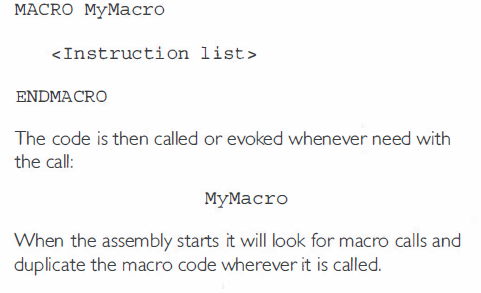 MACRO MyMacro
<Instruction list>
ENDMACRO
The code is then called or evoked whenever need with
the call:
MyMacro
When the assembly starts it will look for macro calls and
duplicate the macro code wherever it is called.